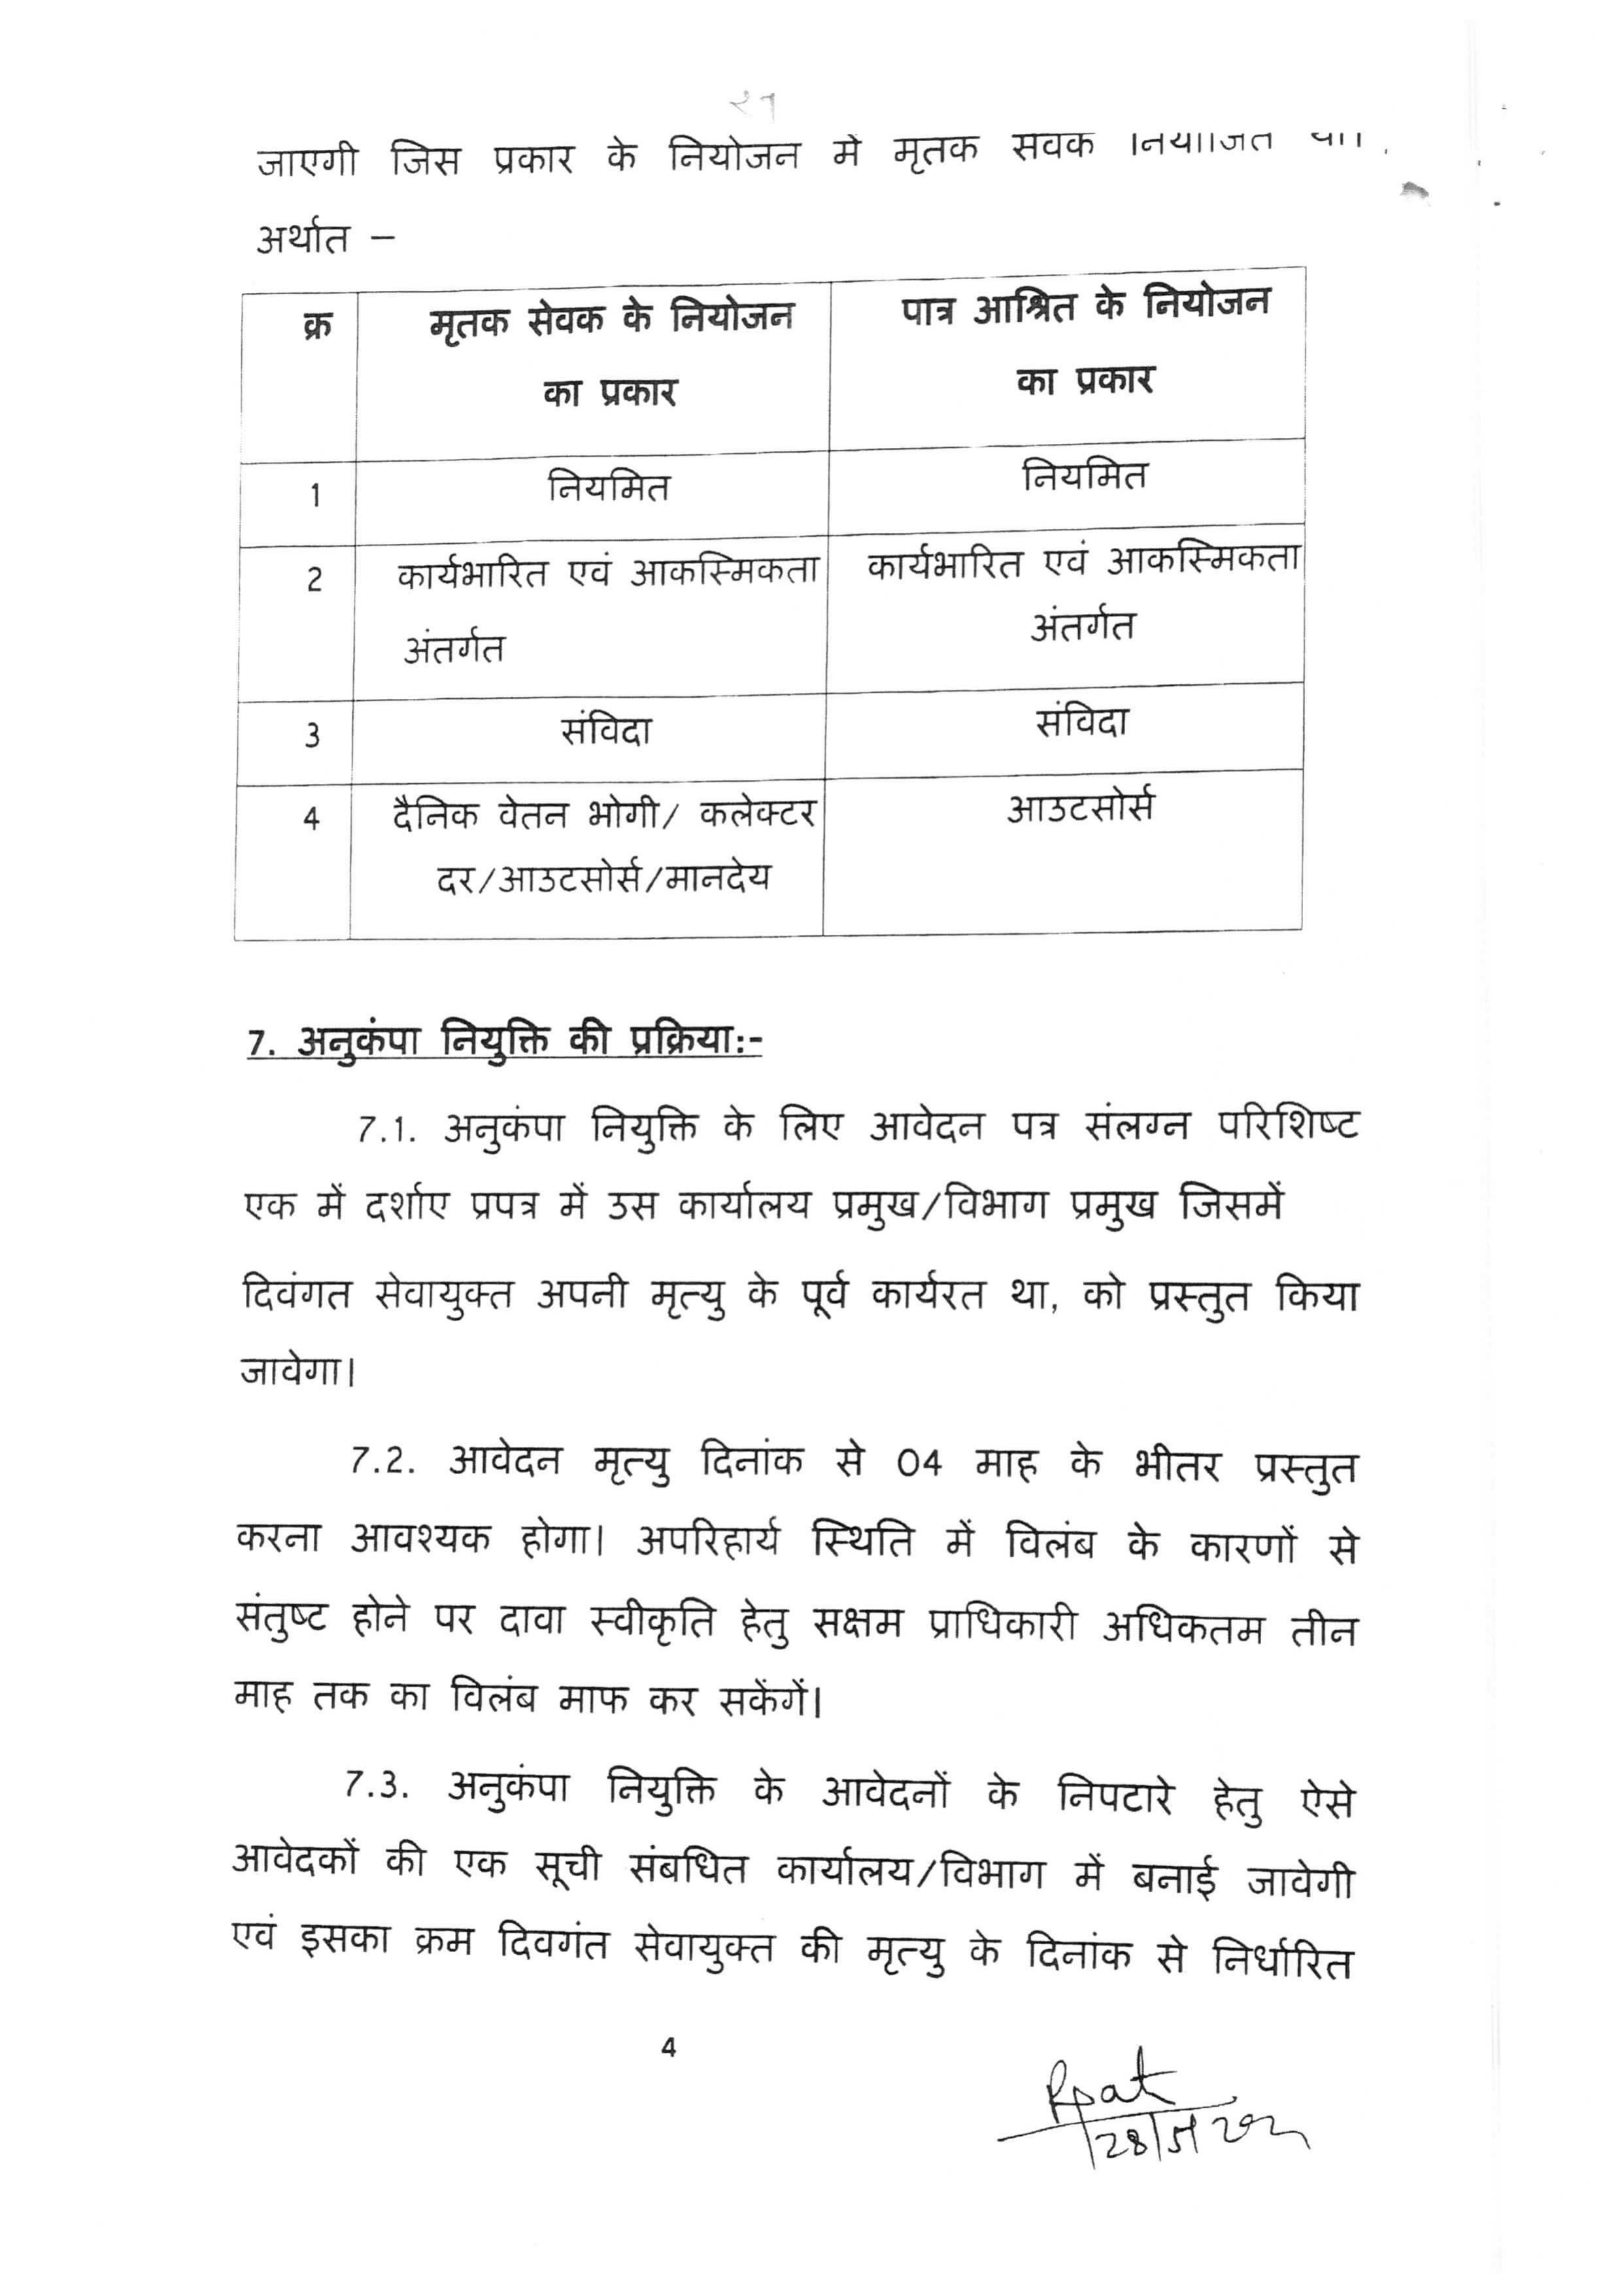 २१
जाएगी जिस प्रकार के नियोजन में मृतक सेवक नियोजित था।
अर्थात –
क्र
मृतक सेवक के नियोजन
का प्रकार
पात्र आश्रित के नियोजन
का प्रकार
1
नियमित
नियमित
2
कार्यभारित एवं आकस्मिकता
अंतर्गत
कार्यभारित एवं आकस्मिकता
अंतर्गत
3
संविदा
संविदा
4
दैनिक वेतन भोगी/ कलेक्टर
दर/आउटसोर्स/मानदेय
आउटसोर्स
7. अनुकंपा नियुक्ति की प्रक्रिया:-
7.1. अनुकंपा नियुक्ति के लिए आवेदन पत्र संलग्न परिशिष्ट
एक में दर्शाए प्रपत्र में उस कार्यालय प्रमुख/विभाग प्रमुख जिसमें
दिवंगत सेवायुक्त अपनी मृत्यु के पूर्व कार्यरत था, को प्रस्तुत किया
जावेगा।
7.2. आवेदन मृत्यु दिनांक से 04 माह के भीतर प्रस्तुत
करना आवश्यक होगा। अपरिहार्य स्थिति में विलंब के कारणों से
संतुष्ट होने पर दावा स्वीकृति हेतु सक्षम प्राधिकारी अधिकतम तीन
माह तक का विलंब माफ कर सकेंगें।
7.3. अनुकंपा नियुक्ति के आवेदनों के निपटारे हेतु ऐसे
आवेदकों की एक सूची संबधित कार्यालय/विभाग में बनाई जावेगी
एवं इसका क्रम दिवगंत सेवायुक्त की मृत्यु के दिनांक से निर्धारित
4